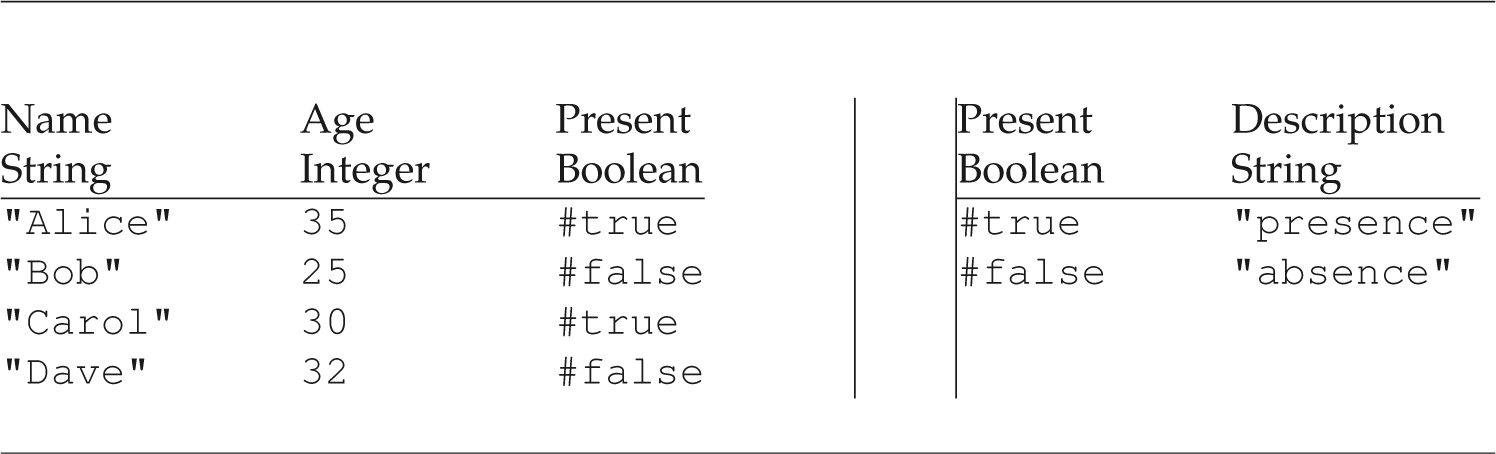 Name Age Present Present Description
String Integer Boolean Boolean String
"Alice" 35 #true #true "presence"
"Bob" 25 #false #false "absence"
"Carol" 30 #true
"Dave" 32 #false